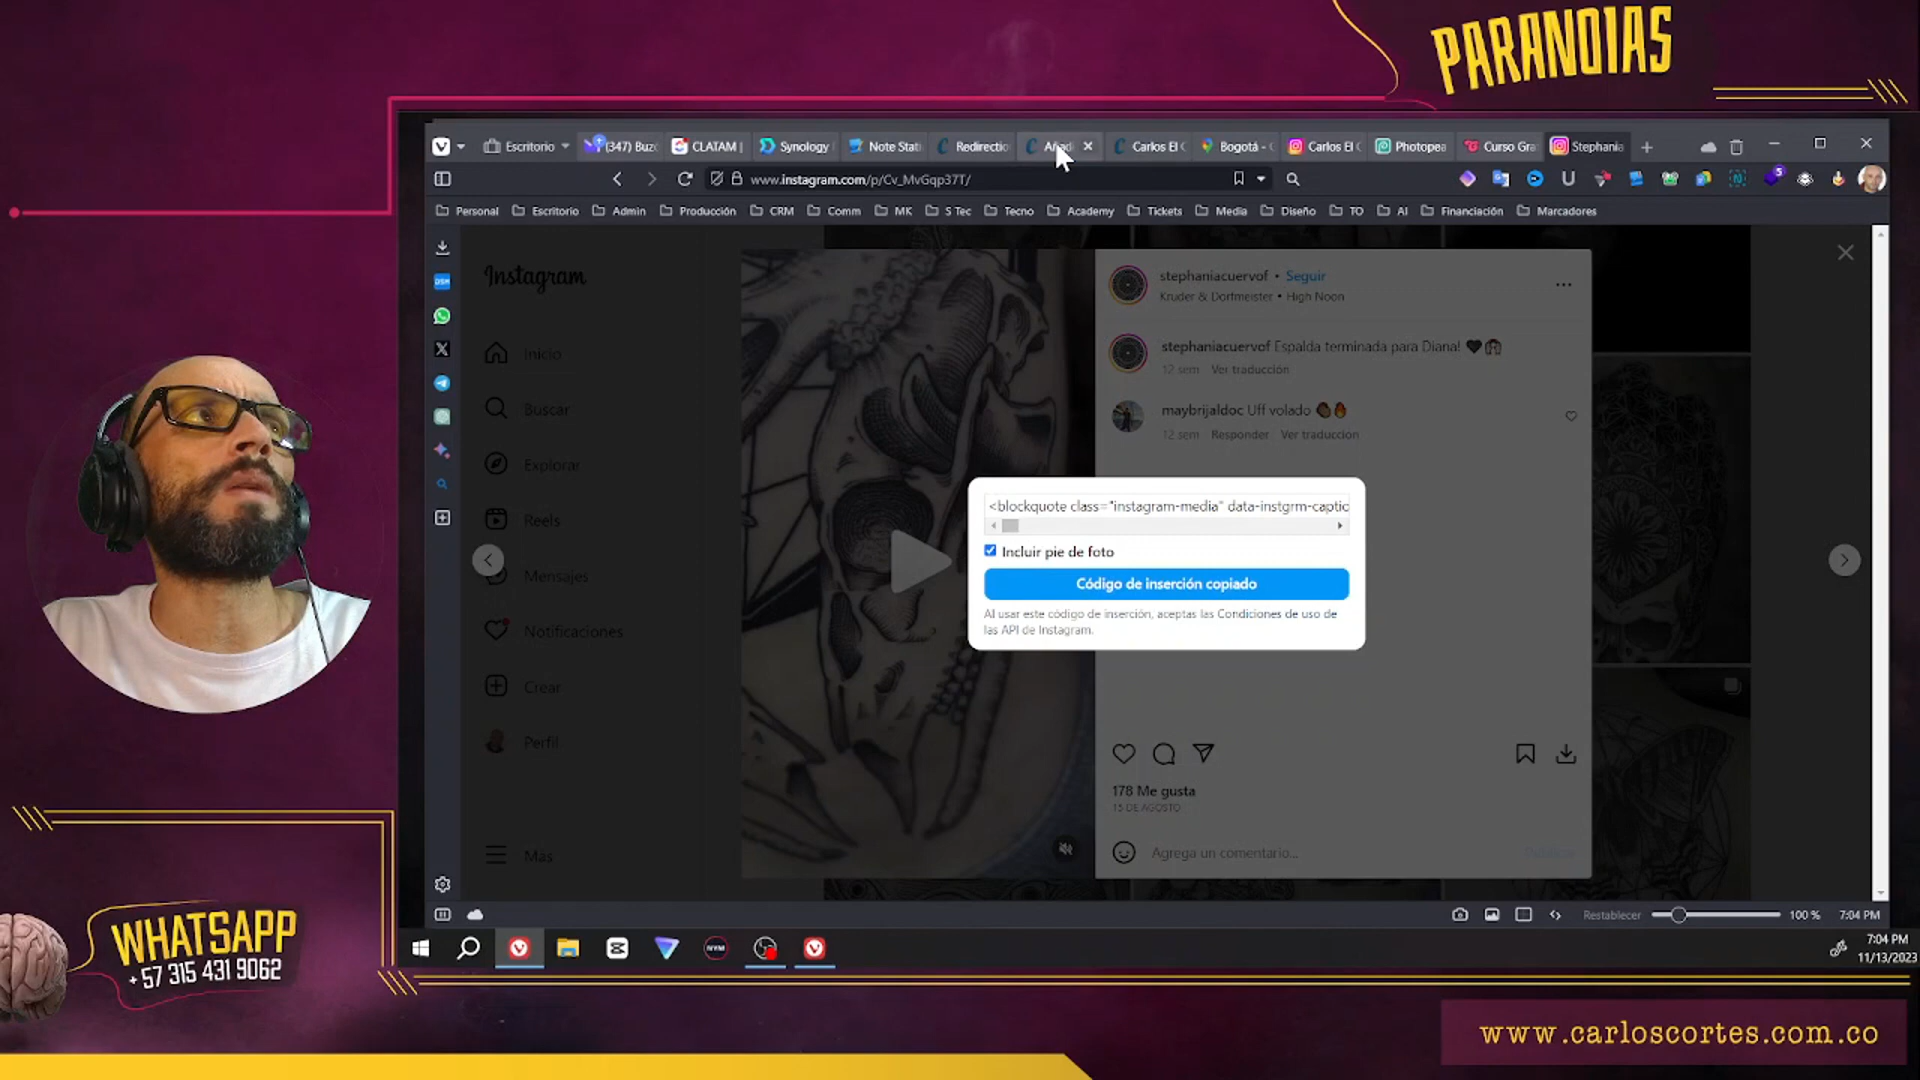 PARANOIAS
Escritorio
(347) Buz
CLATAM |
Synology
Note Stati
Redirectio
Aña
Carlos El C
Bogotá - C
Carlos El C
Photopea
Curso Gra
Stephania
www.instagram.com/p/Cv_MvGqp37T/
Personal
Escritorio
Admin
Producción
CRM
Comm
MK
S Tec
Tecno
Academy
Tickets
Media
Diseño
TO
AI
Financiación
Marcadores
Instagram
Inicio
Buscar
Explorar
Reels
Mensajes
Notificaciones
Crear
Perfil
Más
stephaniacuervof • Seguir
Kruder & Dorfmeister • High Noon
stephaniacuervof Espalda terminada para Diana!
12 sem Ver traducción
maybrijaldoc Uff volado
12 sem Responder Ver traducción
<blockquote class="instagram-media" data-instgrm-captio
Incluir pie de foto
Código de inserción copiado
Al usar este código de inserción, aceptas las Condiciones de uso de
las API de Instagram.
178 Me gusta
15 DE AGOSTO
Agrega un comentario...
Publicar
Restablecer
100 %
7:04 PM
7:04 PM
11/13/2023
WHATSAPP
+ 57 315 431 9062
www.carloscortes.com.co